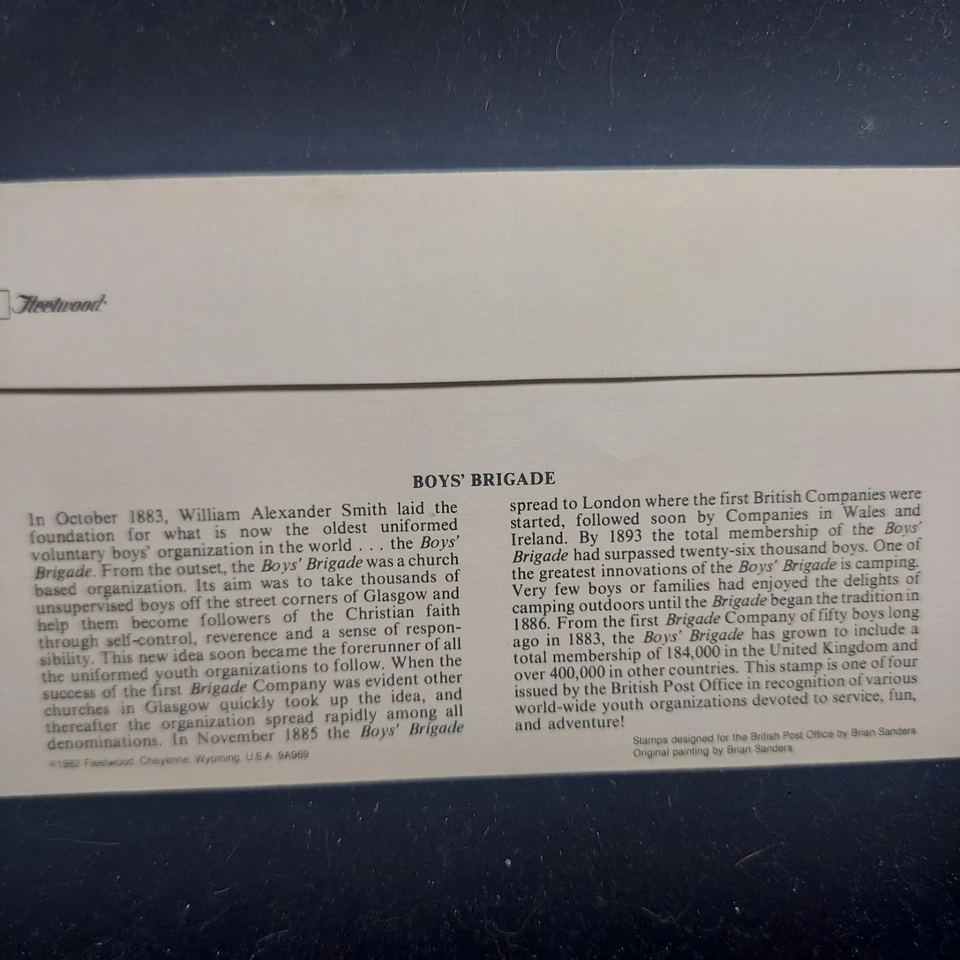 Fleetwood
BOYS' BRIGADE
In October 1883, William Alexander Smith laid the
foundation for what is now the oldest uniformed
voluntary boys' organization in the world . . . the Boys'
Brigade. From the outset, the Boys' Brigade was a church
based organization. Its aim was to take thousands of
unsupervised boys off the street corners of Glasgow and
help them become followers of the Christian faith
through self-control, reverence and a sense of respon-
sibility. This new idea soon became the forerunner of all
the uniformed youth organizations to follow. When the
success of the first Brigade Company was evident other
churches in Glasgow quickly took up the idea, and
thereafter the organization spread rapidly among all
denominations. In November 1885 the Boys' Brigade
©1982 Fleetwood, Cheyenne, Wyoming, U.S.A. 9A969
spread to London where the first British Companies were
started, followed soon by Companies in Wales and
Ireland. By 1893 the total membership of the Boys'
Brigade had surpassed twenty-six thousand boys. One of
the greatest innovations of the Boys' Brigade is camping.
Very few boys or families had enjoyed the delights of
camping outdoors until the Brigade began the tradition in
1886. From the first Brigade Company of fifty boys long
ago in 1883, the Boys' Brigade has grown to include a
total membership of 184,000 in the United Kingdom and
over 400,000 in other countries. This stamp is one of four
issued by the British Post Office in recognition of various
world-wide youth organizations devoted to service, fun,
and adventure!
Stamps designed for the British Post Office by Brian Sanders
Original painting by Brian Sanders